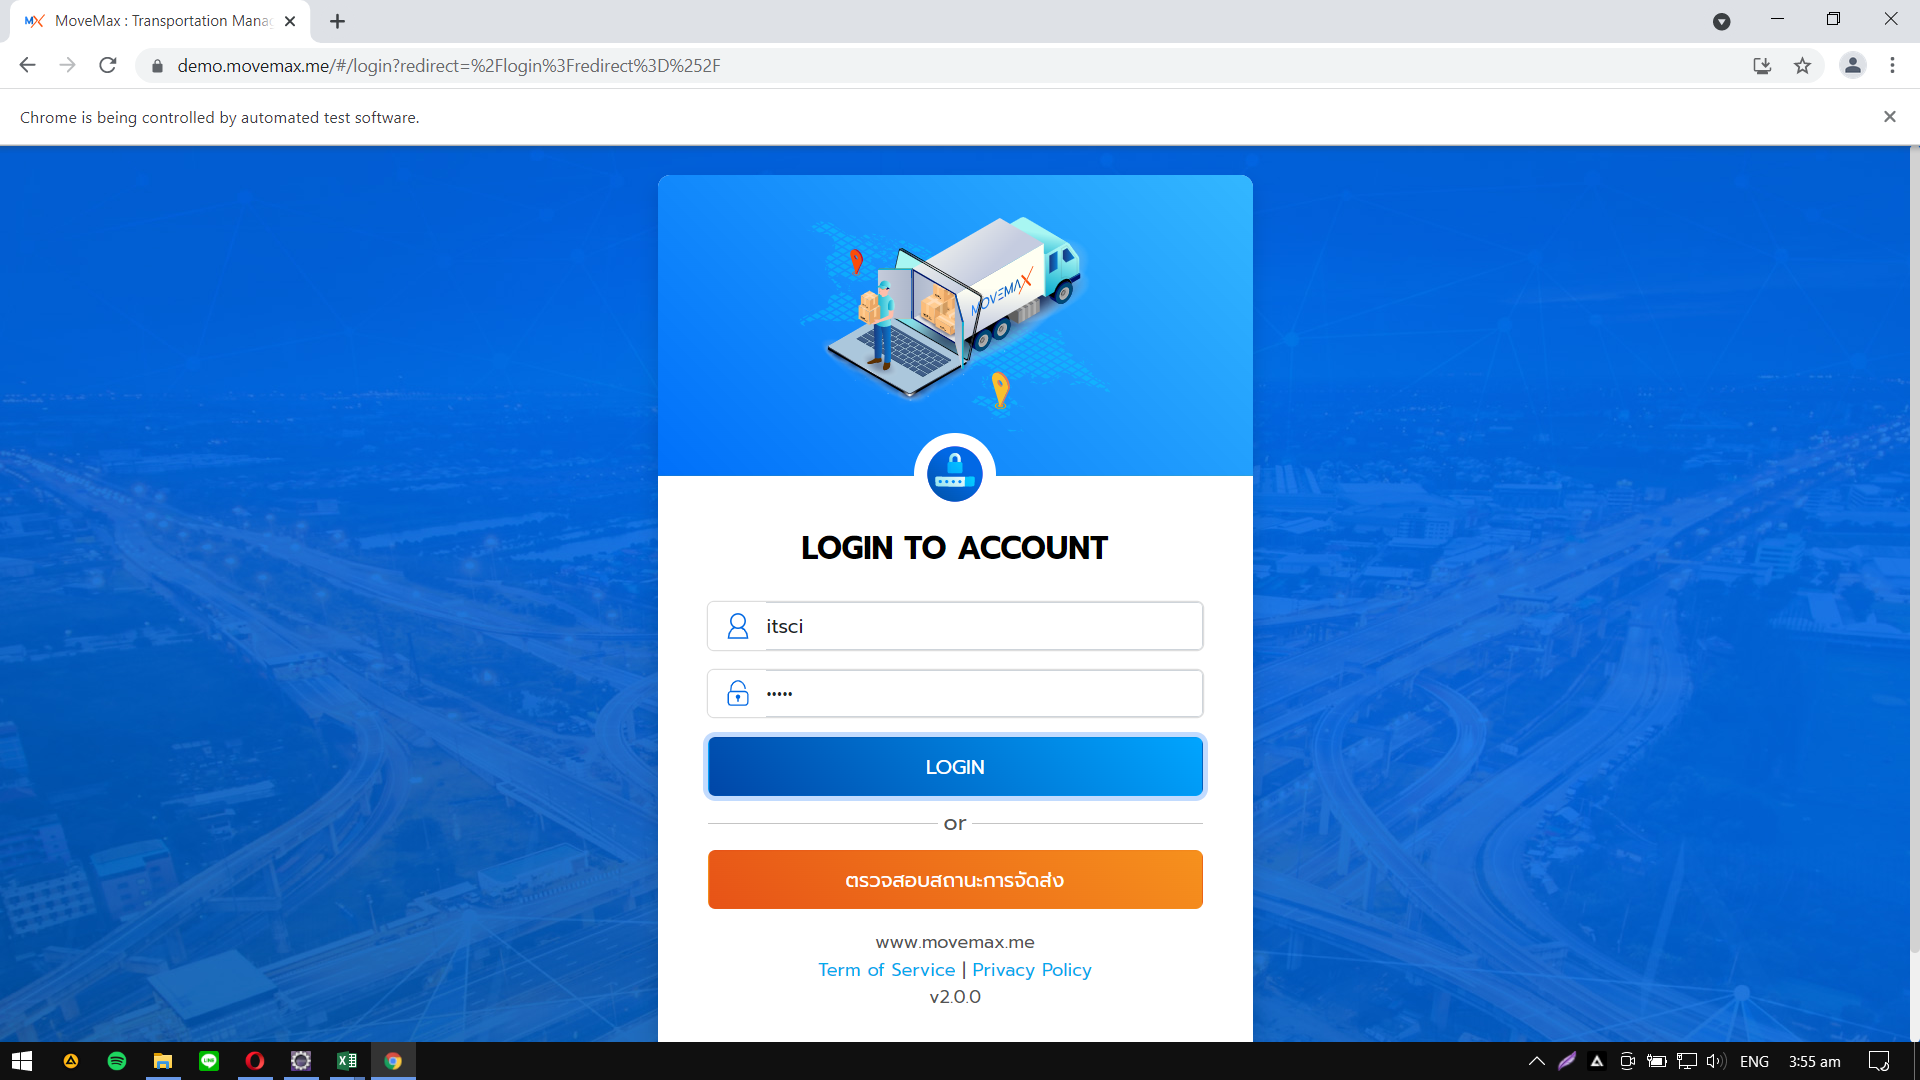 MoveMax : Transportation Mana
demo.movemax.me/#/login?redirect=%2Flogin%3Fredirect%3D%252F
Chrome is being controlled by automated test software.
MOVEMAX
LOGIN TO ACCOUNT
itsci
•••••
LOGIN
or
ตรวจสอบสถานะการจัดส่ง
www.movemax.me
Term of Service | Privacy Policy
v2.0.0
ENG
3:55 am